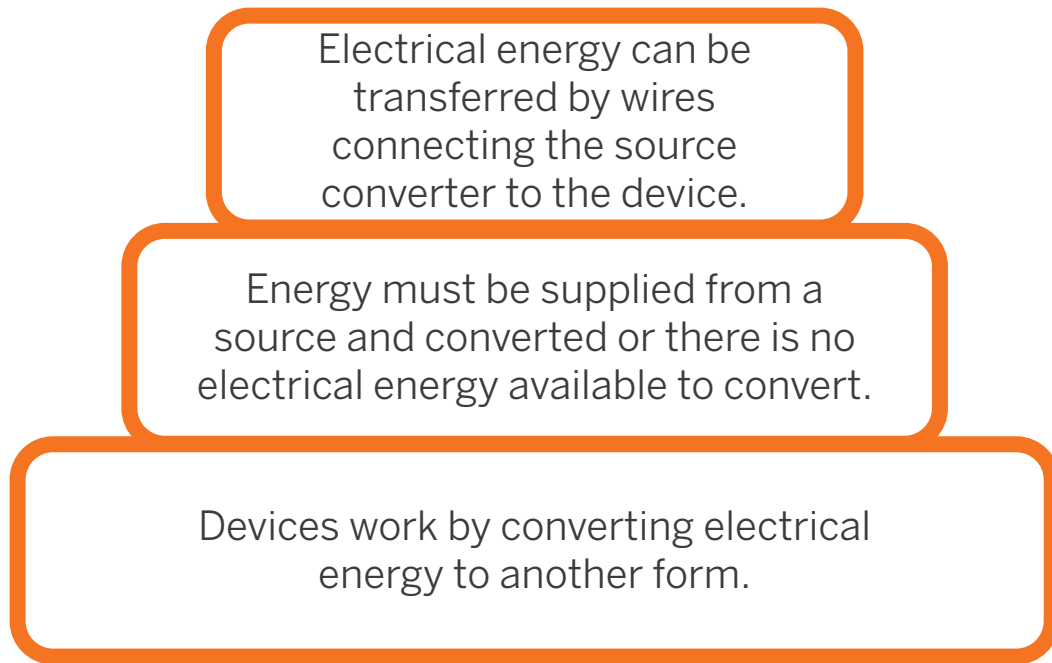 Electrical energy can be
transferred by wires
connecting the source
converter to the device.
Energy must be supplied from a
source and converted or there is no
electrical energy available to convert.
Devices work by converting electrical
energy to another form.